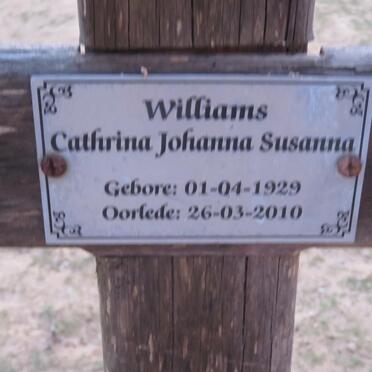 Williams
Cathrina Johanna Susanna
Gebore: 01-04-1929
Oorlede: 26-03-2010